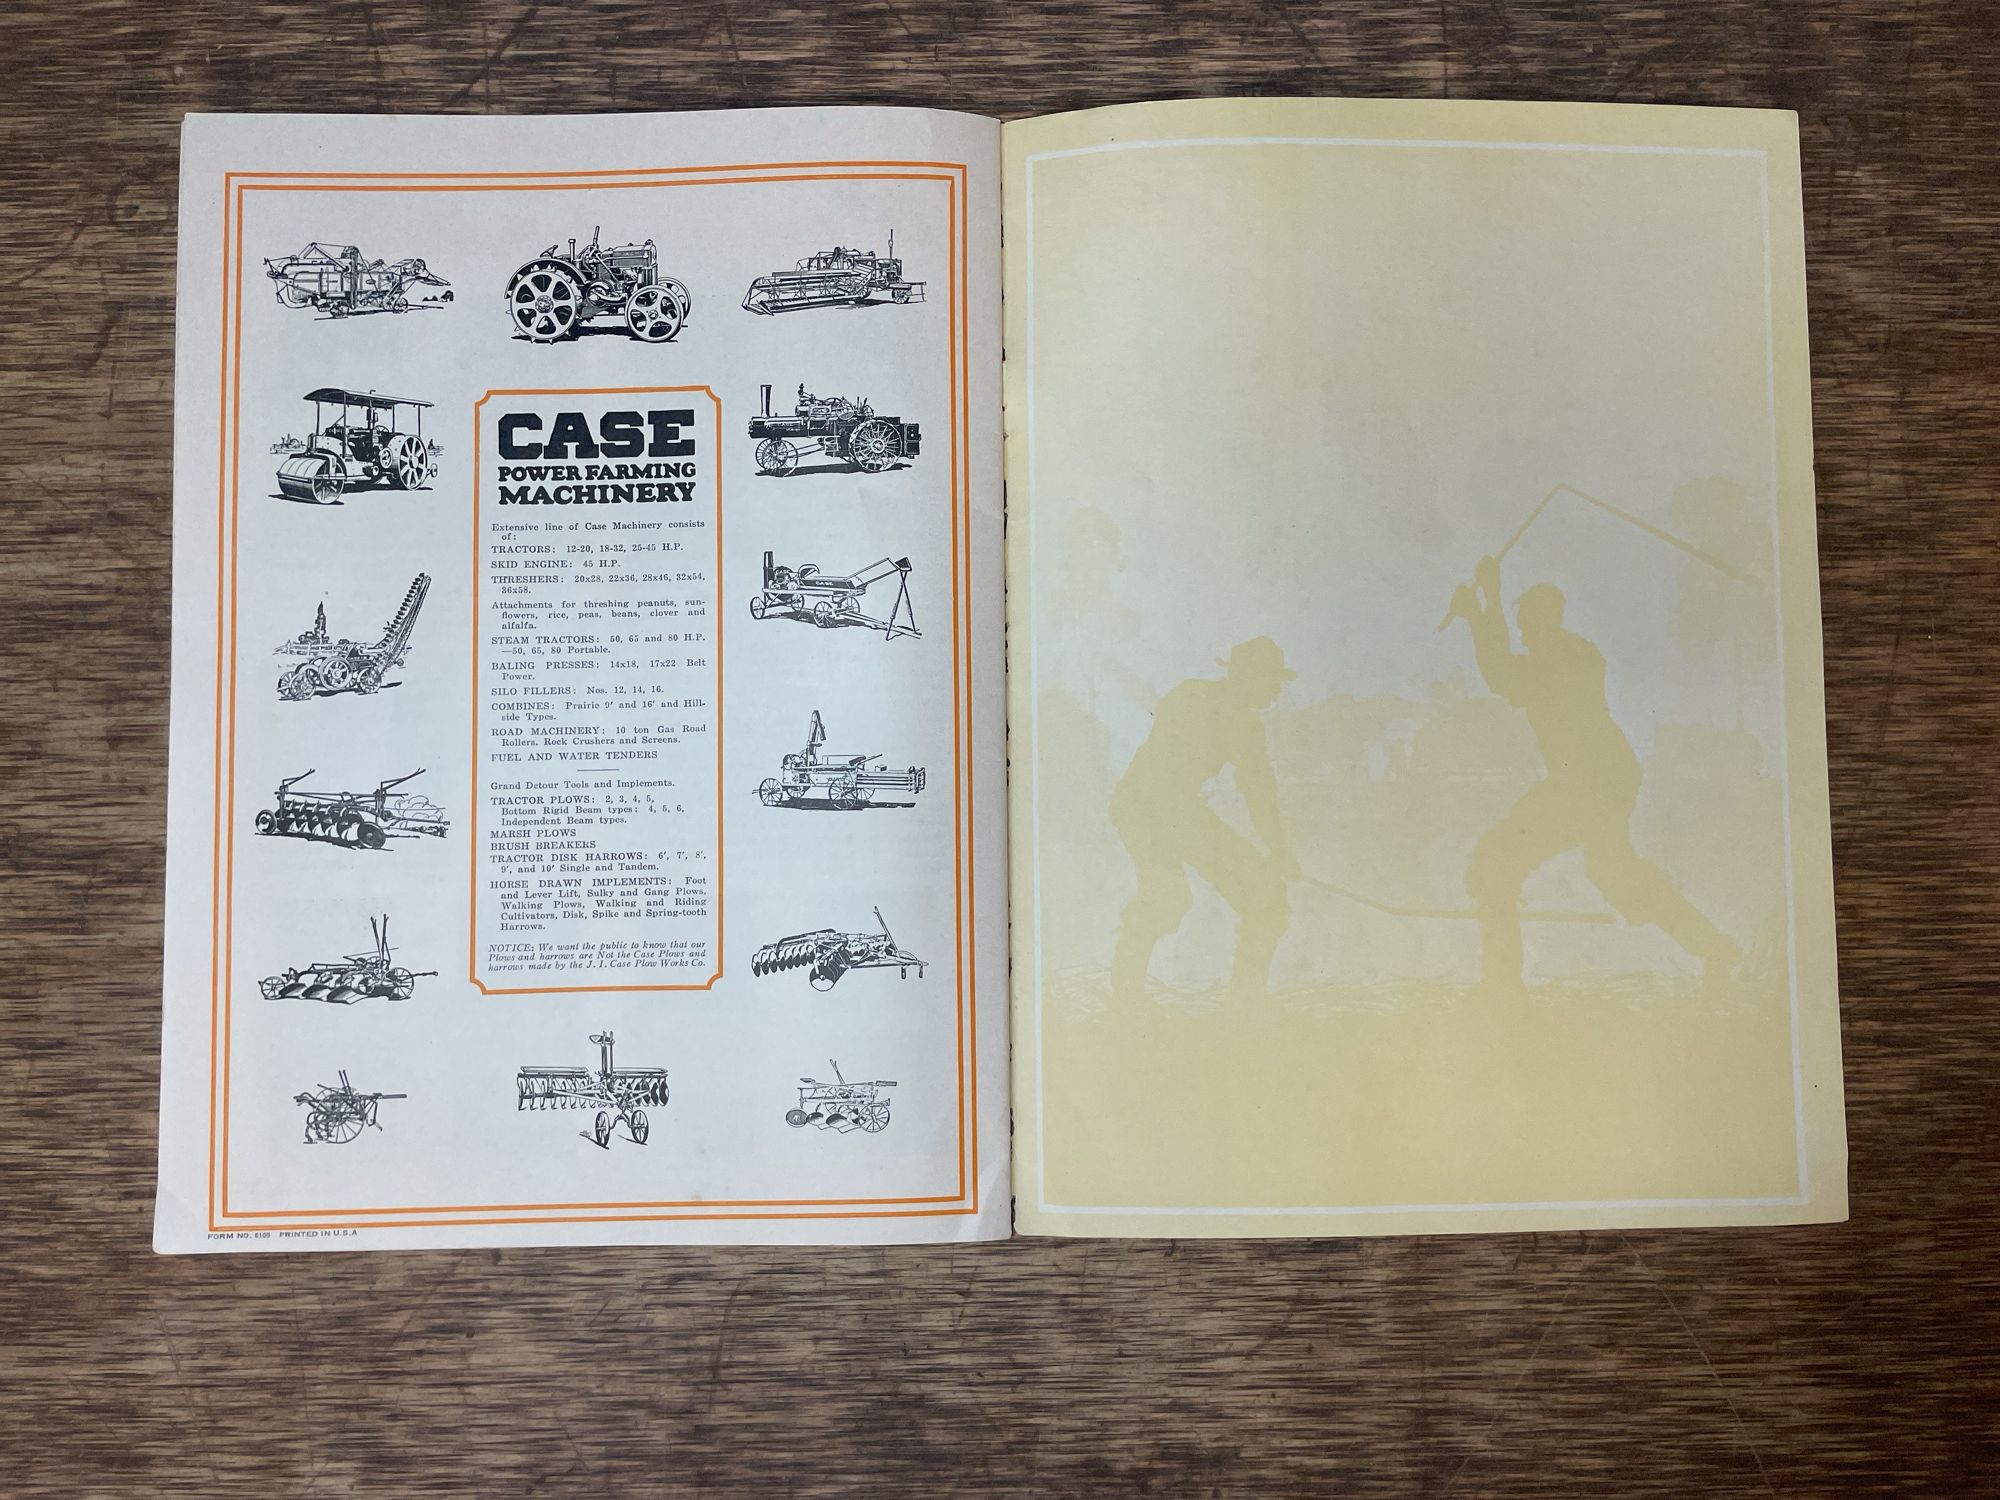 CASE
POWER FARMING
MACHINERY
Extensive line of Case Machinery consists
of:
TRACTORS: 12-20, 18-32, 25-45 H.P.
SKID ENGINE: 45 H.P.
THRESHERS: 20x28, 22x36, 28x46, 32x54,
36x58.
Attachments for threshing peanuts, sun-
flowers, rice, peas, beans, clover and
alfalfa.
STEAM TRACTORS: 50, 65 and 80 H.P.
—50, 65, 80 Portable.
BALING PRESSES: 14x18, 17x22 Belt
Power.
SILO FILLERS: Nos. 12, 14, 16.
COMBINES: Prairie 9' and 16' and Hill-
side Types.
ROAD MACHINERY: 10 ton Gas Road
Rollers. Rock Crushers and Screens.
FUEL AND WATER TENDERS
Grand Detour Tools and Implements.
TRACTOR PLOWS: 2, 3, 4, 5,
Bottom Rigid Beam types: 4, 5, 6,
Independent Beam types.
MARSH PLOWS
BRUSH BREAKERS
TRACTOR DISK HARROWS: 6', 7', 8',
9', and 10' Single and Tandem.
HORSE DRAWN IMPLEMENTS: Foot
and Lever Lift, Sulky and Gang Plows,
Walking Plows, Walking and Riding
Cultivators, Disk, Spike and Spring-tooth
Harrows.
NOTICE: We want the public to know that our
Plows and harrows are Not the Case Plows and
harrows made by the J. I. Case Plow Works Co.
CASE
FORM NO. 6105 PRINTED IN U.S.A